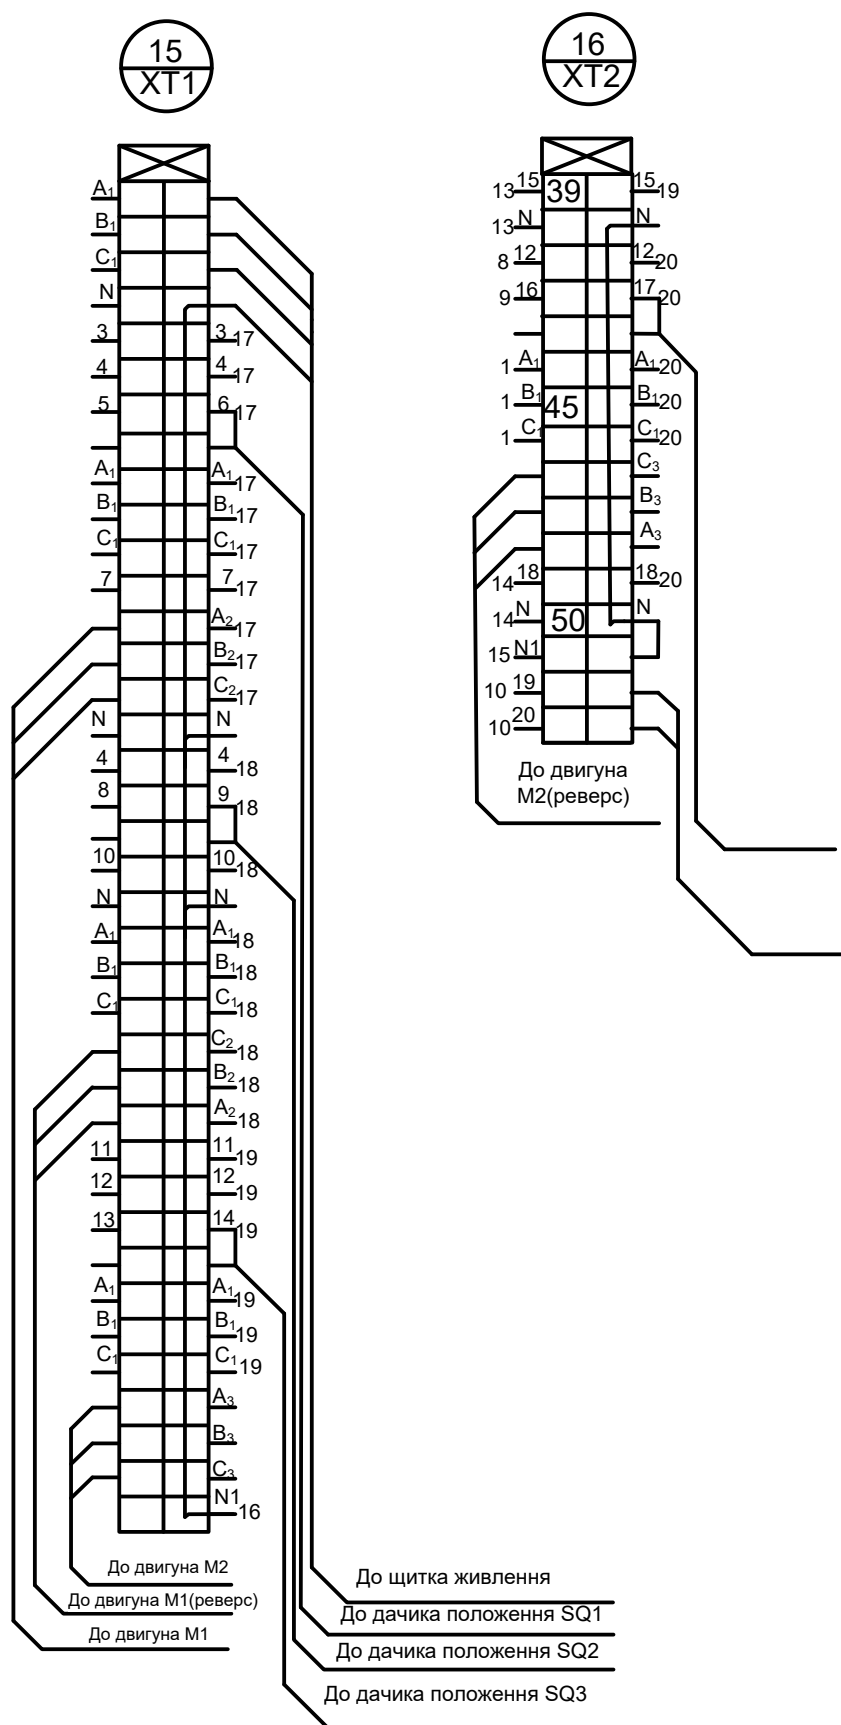 15
XT1
A₁
B₁
C₁
N
3 3 17
4 4 17
5 6 17
A₁ A₁ 17
B₁ B₁ 17
C₁ C₁ 17
7 7 17
A₂ 17
B₂ 17
C₂ 17
N N
4 4 18
8 9 18
10 10 18
N N
A₁ A₁ 18
B₁ B₁ 18
C₁ C₁ 18
C₂ 18
B₂ 18
A₂ 18
11 11 19
12 12 19
13 14 19
A₁ A₁ 19
B₁ B₁ 19
C₁ C₁ 19
A₃
B₃
C₃
N1 16
До двигуна М2
До двигуна М1(реверс)
До двигуна М1
До щитка живлення
До дачика положення SQ1
До дачика положення SQ2
До дачика положення SQ3
16
XT2
13 15 39 15 19
13 N N
8 12 12 20
9 16 17 20
1 A₁ A₁ 20
1 B₁ 45 B₁ 20
1 C₁ C₁ 20
C₃
B₃
A₃
14 18 18 20
14 N 50 N
15 N1
10 19
10 20
До двигуна
М2(реверс)